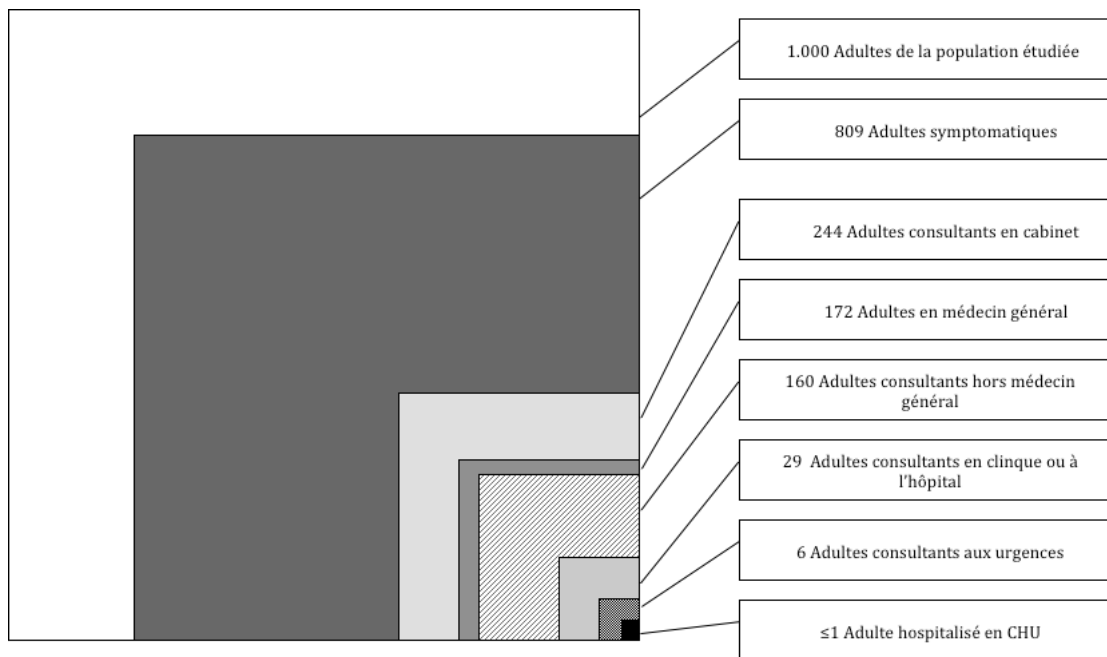 1.000 Adultes de la population étudiée
809 Adultes symptomatiques
244 Adultes consultants en cabinet
172 Adultes en médecin général
160 Adultes consultants hors médecin
général
29 Adultes consultants en clinque ou à
l'hôpital
6 Adultes consultants aux urgences
≤1 Adulte hospitalisé en CHU